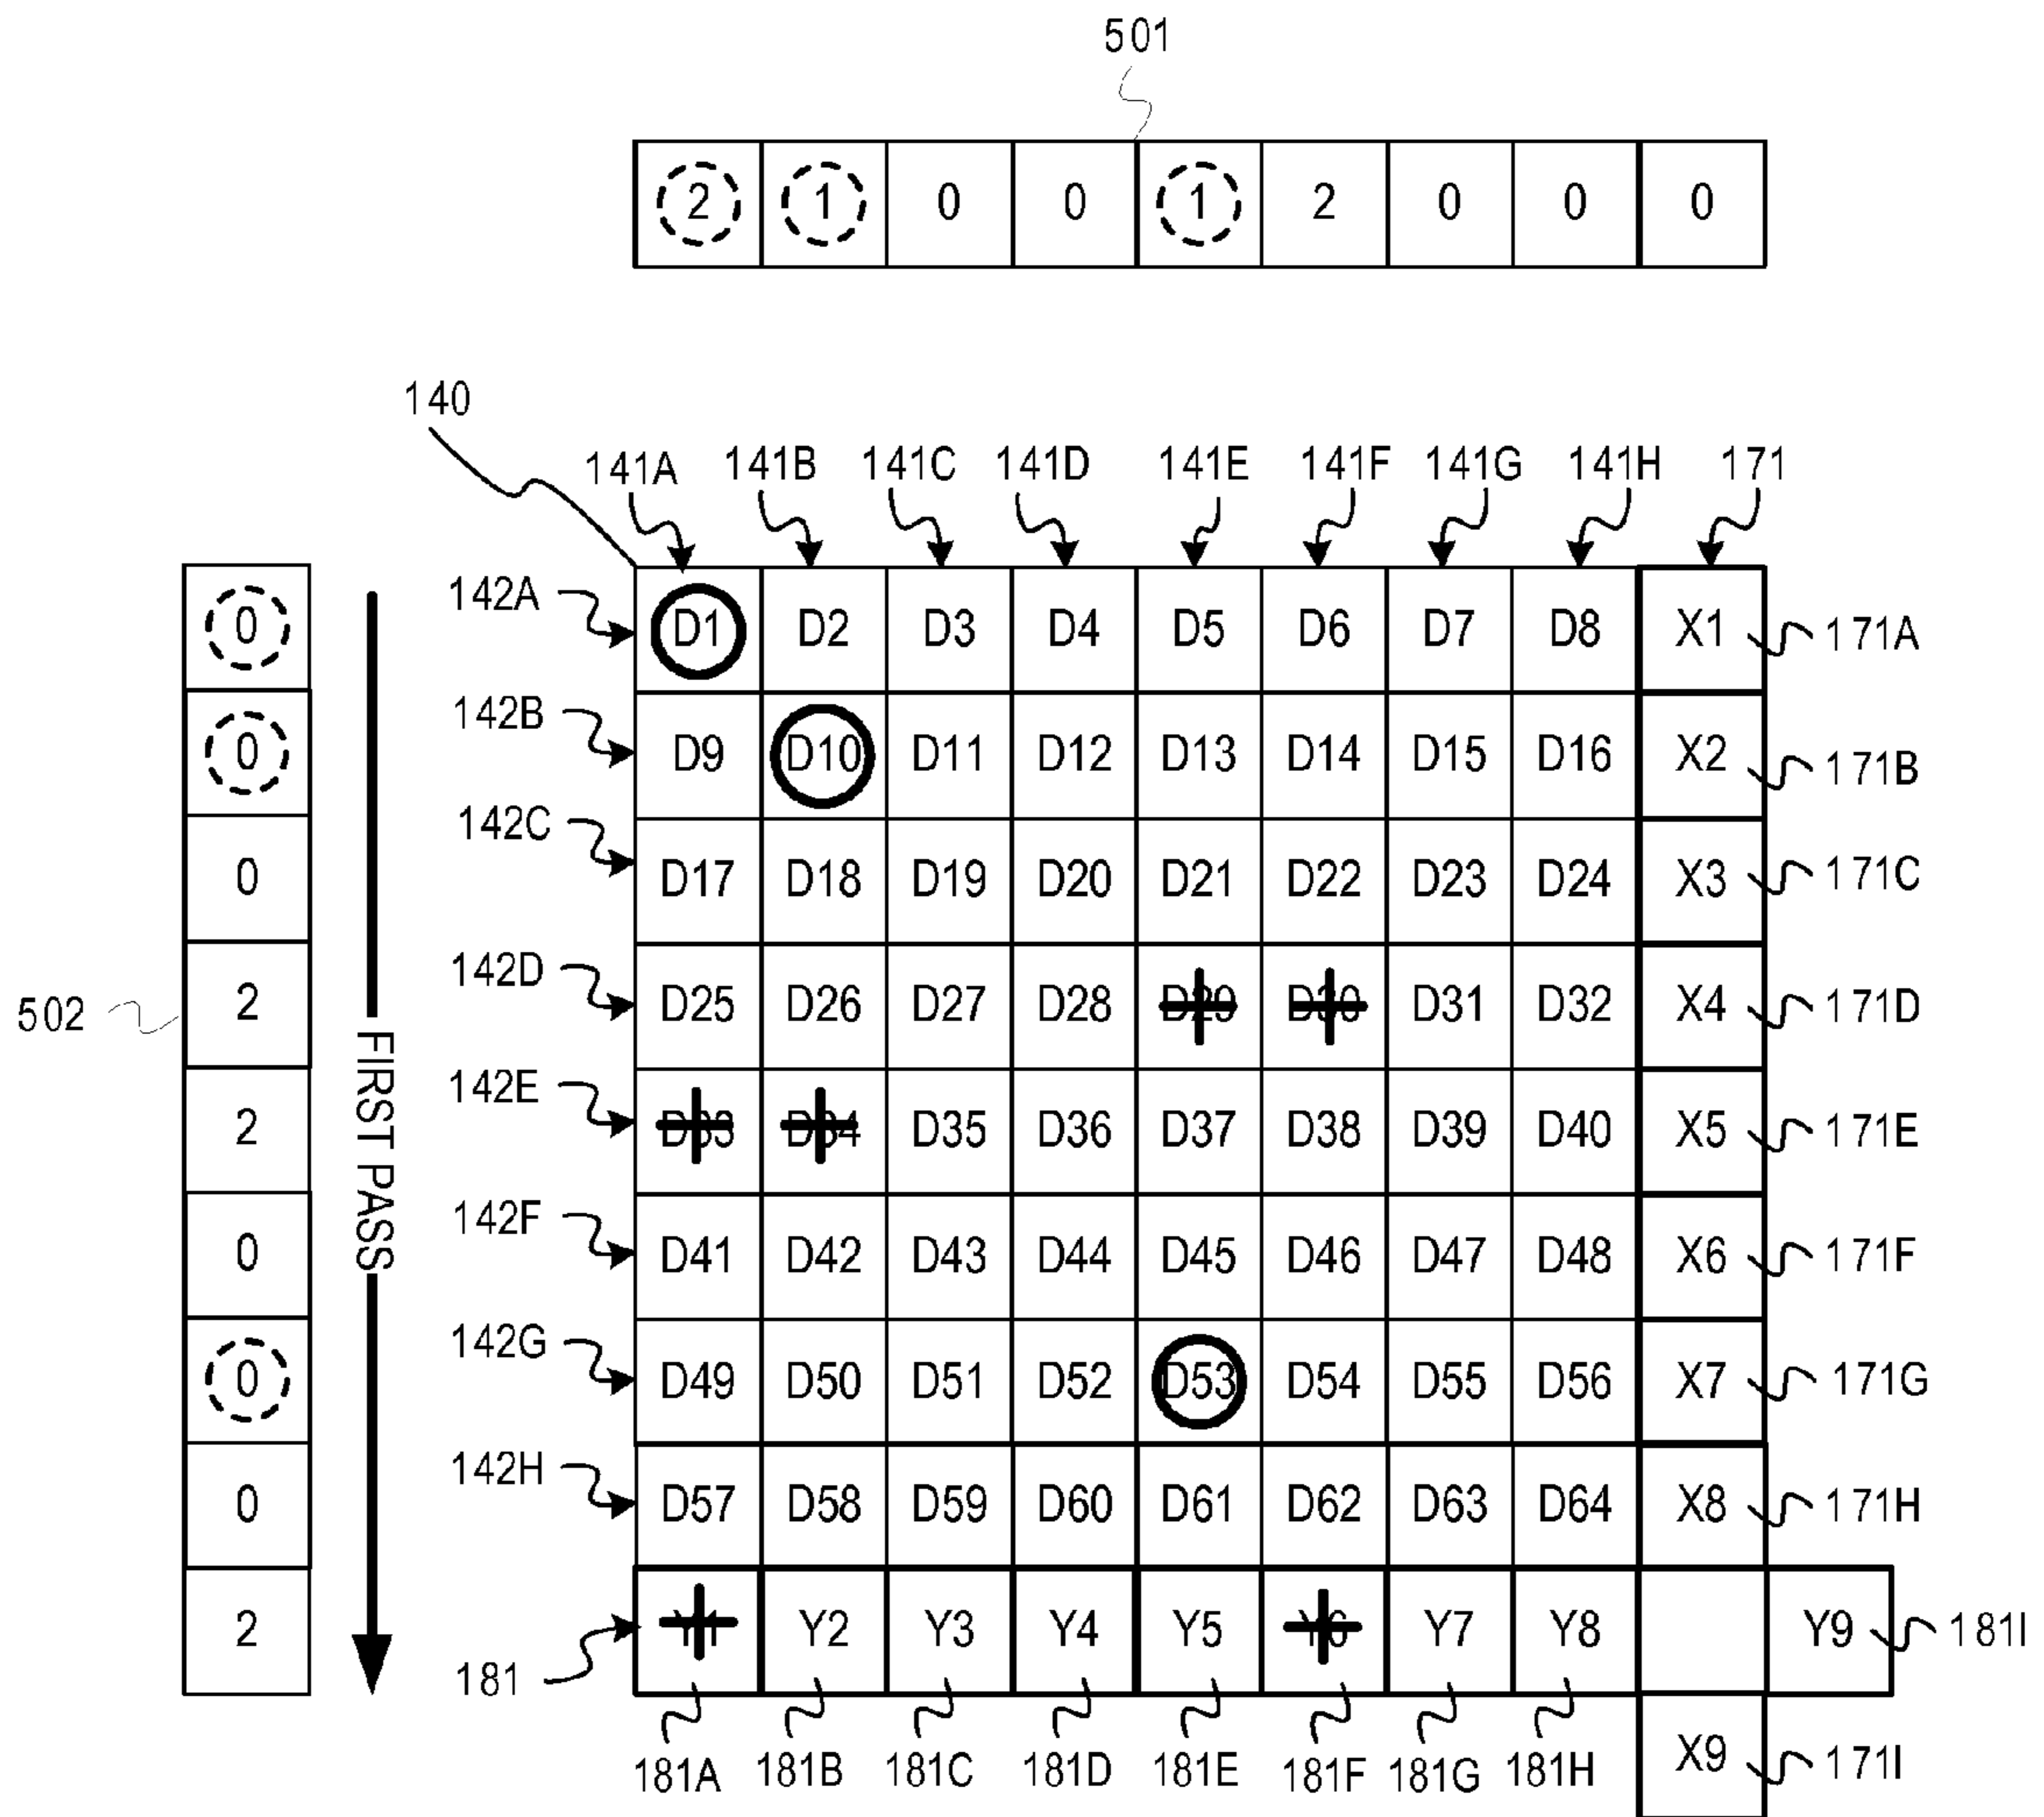 501
2 1 0 0 1 2 0 0 0
140
141A 141B 141C 141D 141E 141F 141G 141H 171
0 142A D1 D2 D3 D4 D5 D6 D7 D8 X1 171A
0 142B D9 D10 D11 D12 D13 D14 D15 D16 X2 171B
0 142C D17 D18 D19 D20 D21 D22 D23 D24 X3 171C
502 2 142D D25 D26 D27 D28 D29 D30 D31 D32 X4 171D
FIRST PASS
2 142E D33 D34 D35 D36 D37 D38 D39 D40 X5 171E
0 142F D41 D42 D43 D44 D45 D46 D47 D48 X6 171F
0 142G D49 D50 D51 D52 D53 D54 D55 D56 X7 171G
0 142H D57 D58 D59 D60 D61 D62 D63 D64 X8 171H
2 181 Y1 Y2 Y3 Y4 Y5 Y6 Y7 Y8 Y9 181I
181A 181B 181C 181D 181E 181F 181G 181H X9 171I